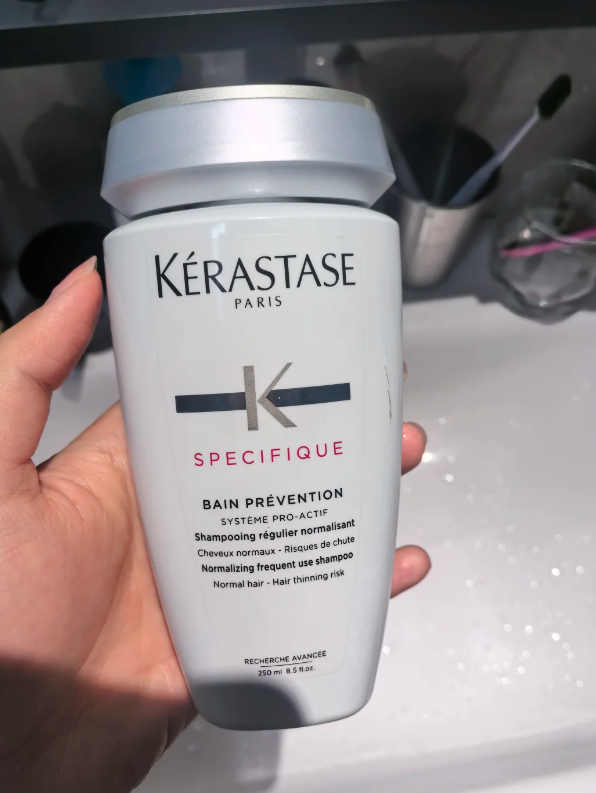 KÉRASTASE
PARIS
K
SPECIFIQUE
BAIN PRÉVENTION
SYSTÈME PRO-ACTIF
Shampooing régulier normalisant
Cheveux normaux - Risques de chute
Normalizing frequent use shampoo
Normal hair - Hair thinning risk
RECHERCHE AVANCÉE
250 ml 8.5 fl.oz.